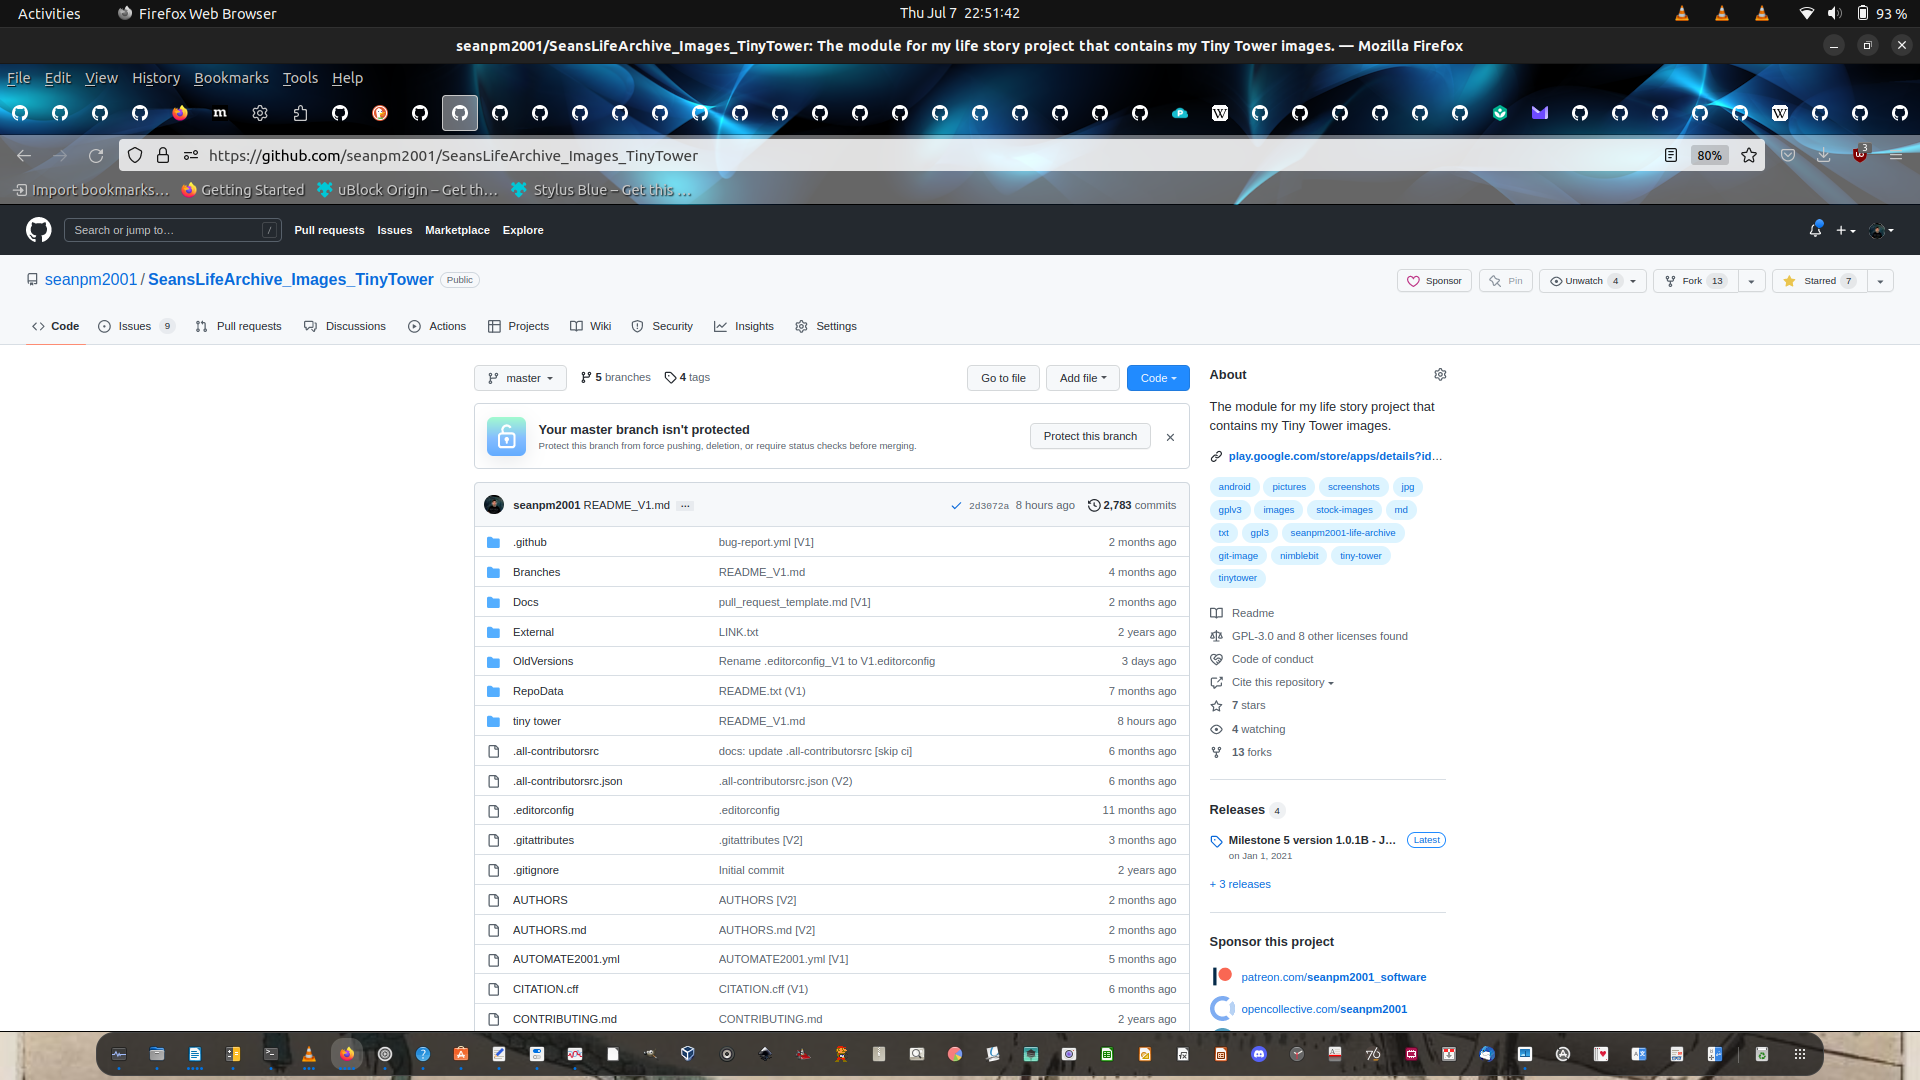 Activities Firefox Web Browser Thu Jul 7 22:51:42 93 %
seanpm2001/SeansLifeArchive_Images_TinyTower: The module for my life story project that contains my Tiny Tower images. — Mozilla Firefox
File Edit View History Bookmarks Tools Help
https://github.com/seanpm2001/SeansLifeArchive_Images_TinyTower 80% 3
Import bookmarks… Getting Started uBlock Origin – Get th… Stylus Blue – Get this …
Search or jump to… / Pull requests Issues Marketplace Explore
seanpm2001 / SeansLifeArchive_Images_TinyTower Public Sponsor Pin Unwatch 4 Fork 13 Starred 7
Code Issues 9 Pull requests Discussions Actions Projects Wiki Security Insights Settings
master 5 branches 4 tags Go to file Add file Code
Your master branch isn't protected
Protect this branch from force pushing, deletion, or require status checks before merging.
Protect this branch
seanpm2001 README_V1.md … 2d3072a 8 hours ago 2,783 commits
.github bug-report.yml [V1] 2 months ago
Branches README_V1.md 4 months ago
Docs pull_request_template.md [V1] 2 months ago
External LINK.txt 2 years ago
OldVersions Rename .editorconfig_V1 to V1.editorconfig 3 days ago
RepoData README.txt (V1) 7 months ago
tiny tower README_V1.md 8 hours ago
.all-contributorsrc docs: update .all-contributorsrc [skip ci] 6 months ago
.all-contributorsrc.json .all-contributorsrc.json (V2) 6 months ago
.editorconfig .editorconfig 11 months ago
.gitattributes .gitattributes [V2] 3 months ago
.gitignore Initial commit 2 years ago
AUTHORS AUTHORS [V2] 2 months ago
AUTHORS.md AUTHORS.md [V2] 2 months ago
AUTOMATE2001.yml AUTOMATE2001.yml [V1] 5 months ago
CITATION.cff CITATION.cff (V1) 6 months ago
CONTRIBUTING.md CONTRIBUTING.md 2 years ago
About
The module for my life story project that
contains my Tiny Tower images.
play.google.com/store/apps/details?id…
android pictures screenshots jpg
gplv3 images stock-images md
txt gpl3 seanpm2001-life-archive
git-image nimblebit tiny-tower
tinytower
Readme
GPL-3.0 and 8 other licenses found
Code of conduct
Cite this repository
7 stars
4 watching
13 forks
Releases 4
Milestone 5 version 1.0.1B - J… Latest
on Jan 1, 2021
+ 3 releases
Sponsor this project
patreon.com/seanpm2001_software
opencollective.com/seanpm2001